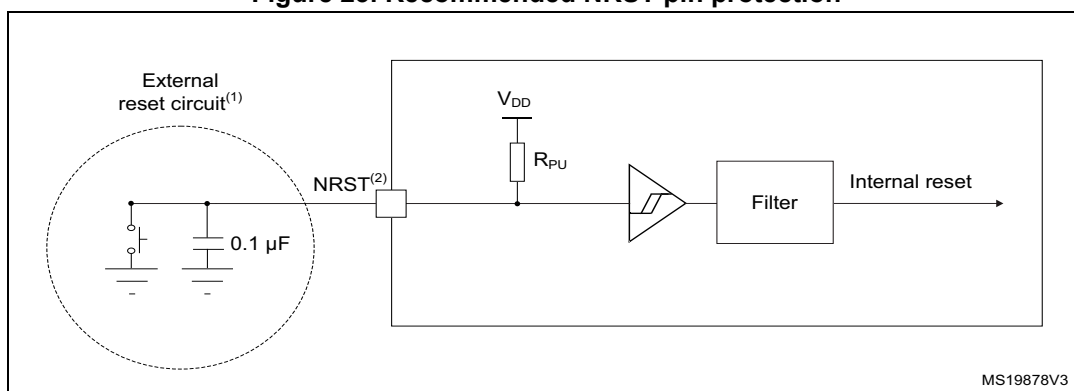 Figure Recommended NRST pin protection
External
reset circuit(1)
VDD
RPU
NRST(2)
Filter
Internal reset
0.1 µF
MS19878V3